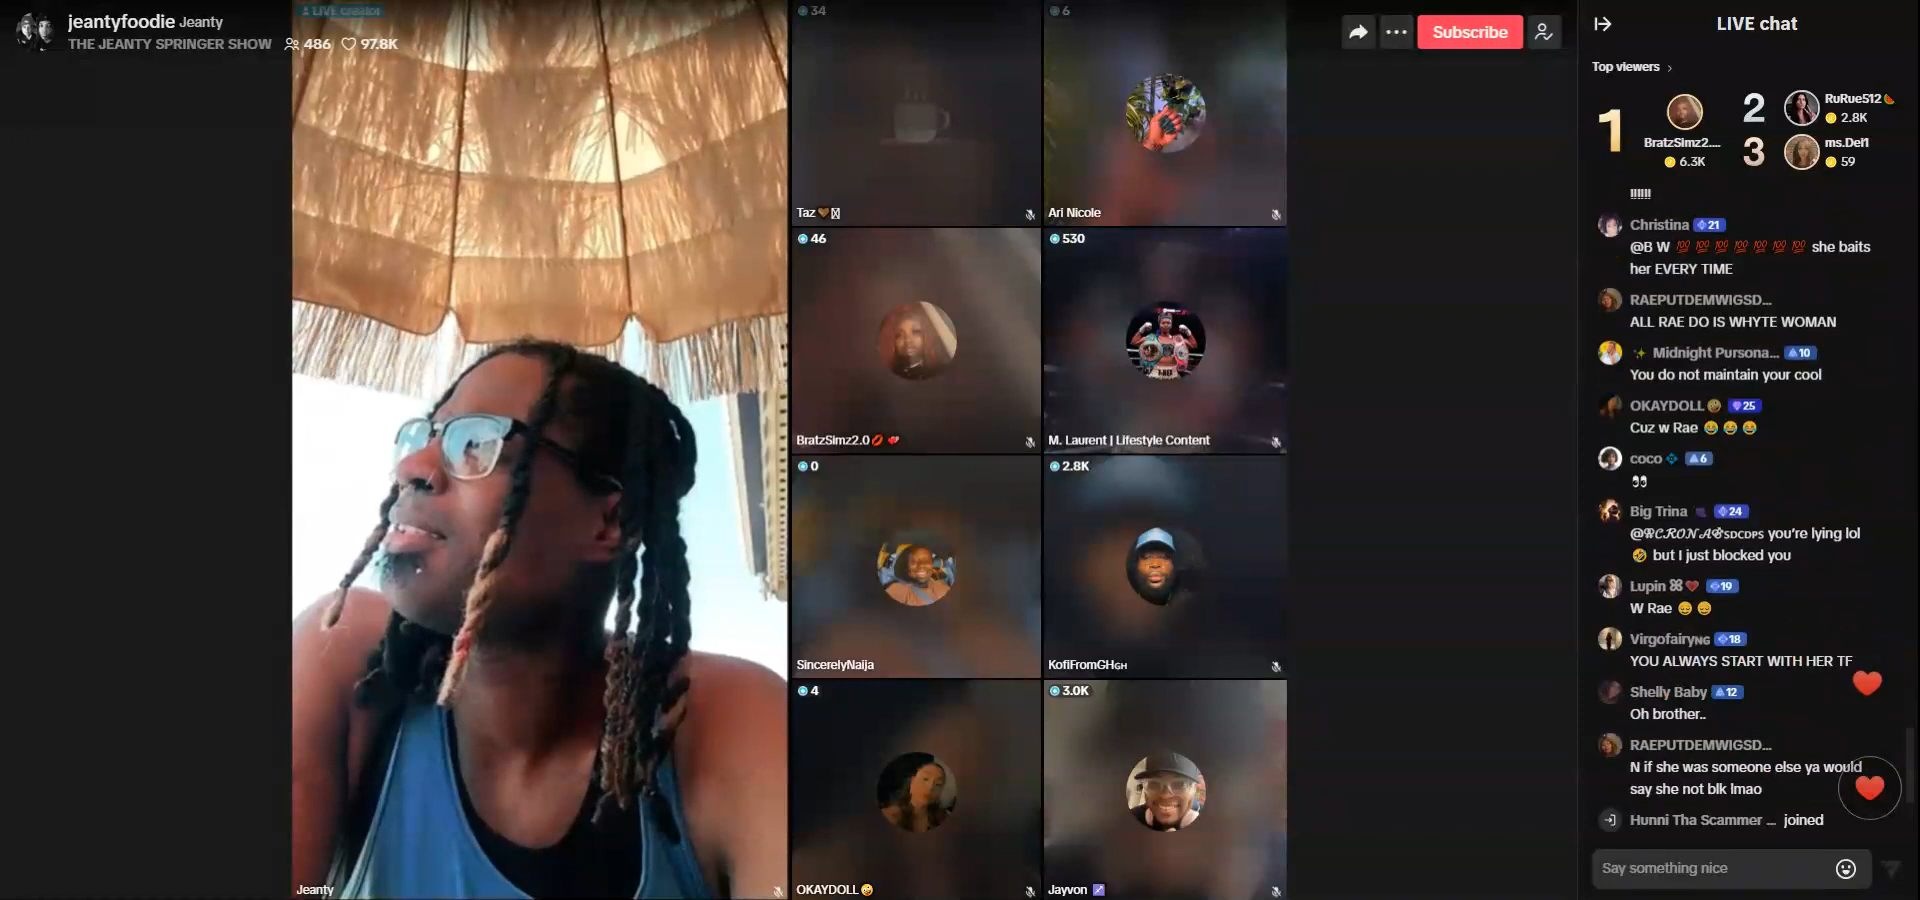 jeantyfoodie Jeanty
THE JEANTY SPRINGER SHOW 486 97.8K
LIVE creator
34
6
Subscribe
Taz
Ari Nicole
46
530
BratzSimz2.0
M. Laurent | Lifestyle Content
0
2.8K
SincerelyNaija
KofiFromGHGH
4
3.0K
Jeanty
OKAYDOLL
Jayvon
LIVE chat
Top viewers
1
BratzSimz2....
6.3K
2
RuRue512
2.8K
3
ms.Del1
59
!!!!!!!
Christina 21
@B W 💯 💯 💯 💯 💯 💯 💯 she baits
her EVERY TIME
RAEPUTDEMWIGSD...
ALL RAE DO IS WHYTE WOMAN
Midnight Pursona... 10
You do not maintain your cool
OKAYDOLL 25
Cuz w Rae 😂 😂 😂
coco 6
👀
Big Trina 24
you're lying lol
🤣 but I just blocked you
Lupin ⌘ 19
W Rae
VirgofairyNG 18
YOU ALWAYS START WITH HER TF
Shelly Baby 12
Oh brother..
RAEPUTDEMWIGSD...
N if she was someone else ya would
say she not blk lmao
Hunni Tha Scammer ... joined
Say something nice